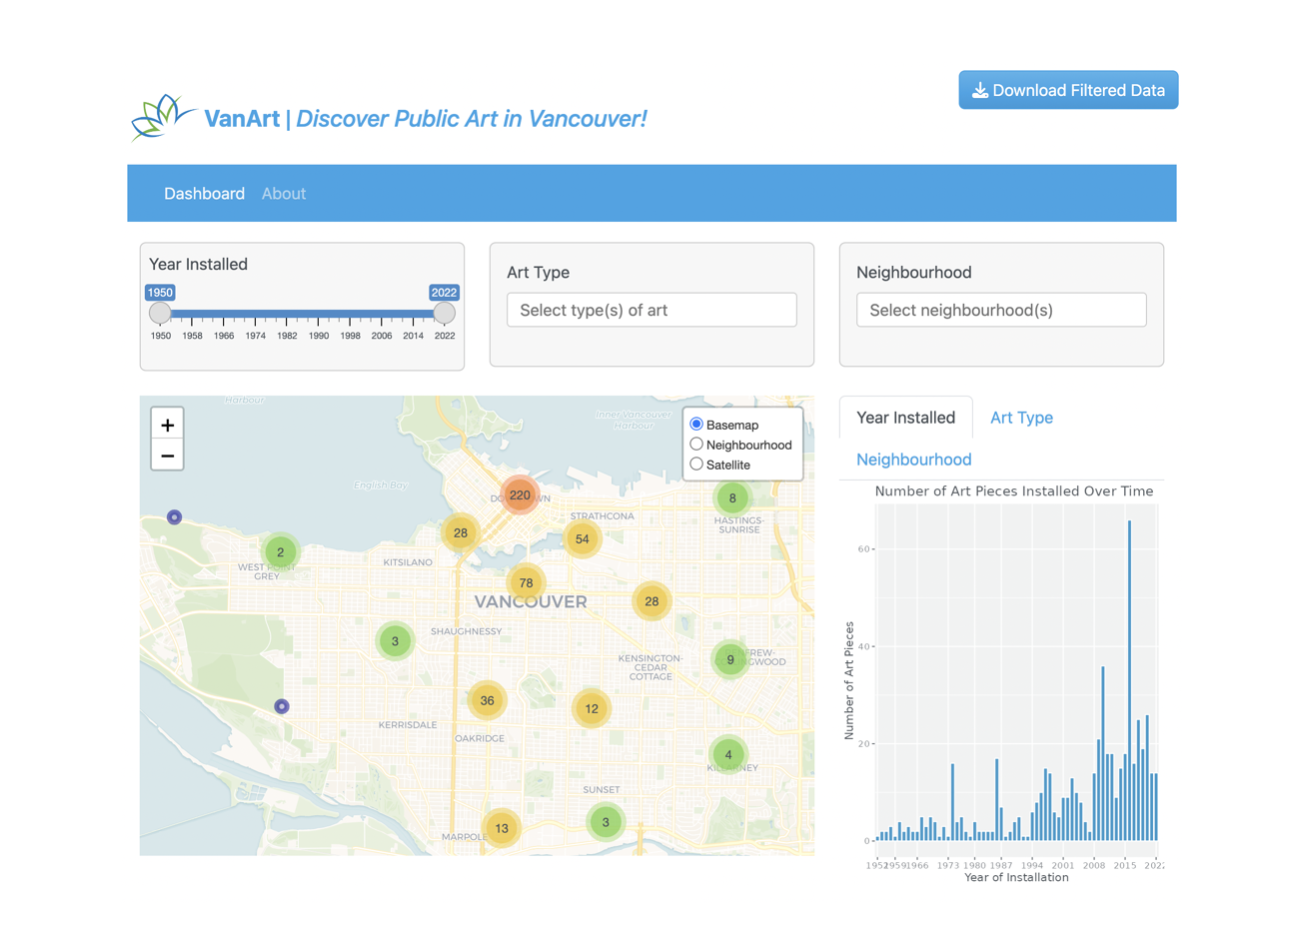 Download Filtered Data
VanArt | Discover Public Art in Vancouver!
Dashboard About
Year Installed
1950 2022
1950 1958 1966 1974 1982 1990 1998 2006 2014 2022
Art Type
Select type(s) of art
Neighbourhood
Select neighbourhood(s)
Harbour
Inner Vancouver
Harbour
+
−
Basemap
Neighbourhood
Satellite
English Bay
220
8
28
54
STRATHCONA
HASTINGS-
SUNRISE
2
WEST POINT
GREY
KITSILANO
78
VANCOUVER
28
3
SHAUGHNESSY
KENSINGTON-
CEDAR
COTTAGE
9
36
12
KERRISDALE
OAKRIDGE
4
SUNSET
13
3
MARPOLE
Year Installed Art Type
Neighbourhood
Number of Art Pieces Installed Over Time
Number of Art Pieces
60
40
20
0
1952 1959 1966 1973 1980 1987 1994 2001 2008 2015 2022
Year of Installation